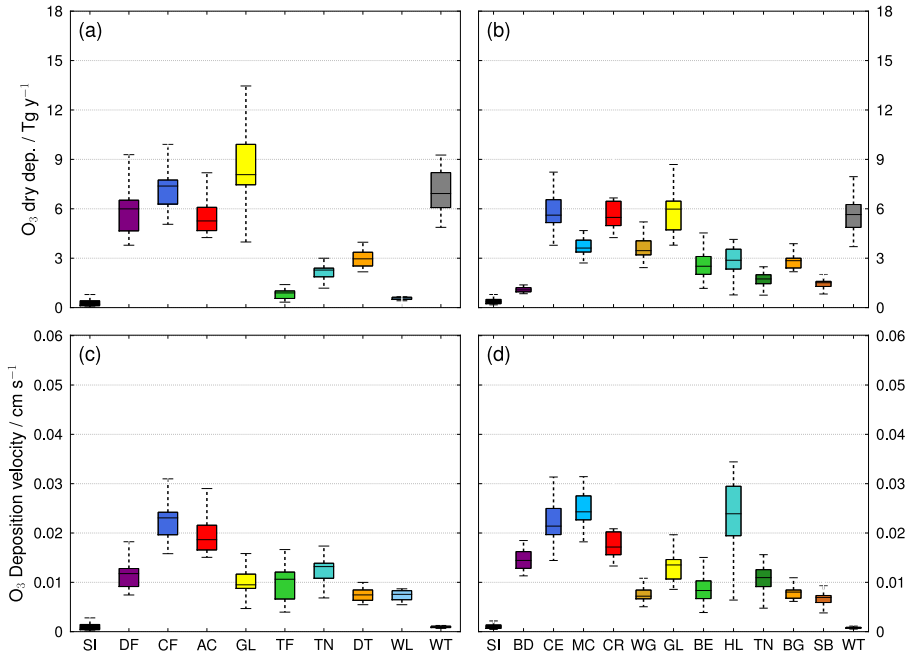 (a) (b)
18 18
15 15
12 12
9 9
6 6
3 3
0 0
O₃ dry dep. / Tg y⁻¹
(c) (d)
0.06 0.06
0.05 0.05
0.04 0.04
0.03 0.03
0.02 0.02
0.01 0.01
0 0
O₃ Deposition velocity / cm s⁻¹
SI DF CF AC GL TF TN DT WL WT SI BD CE MC CR WG GL BE HL TN BG SB WT